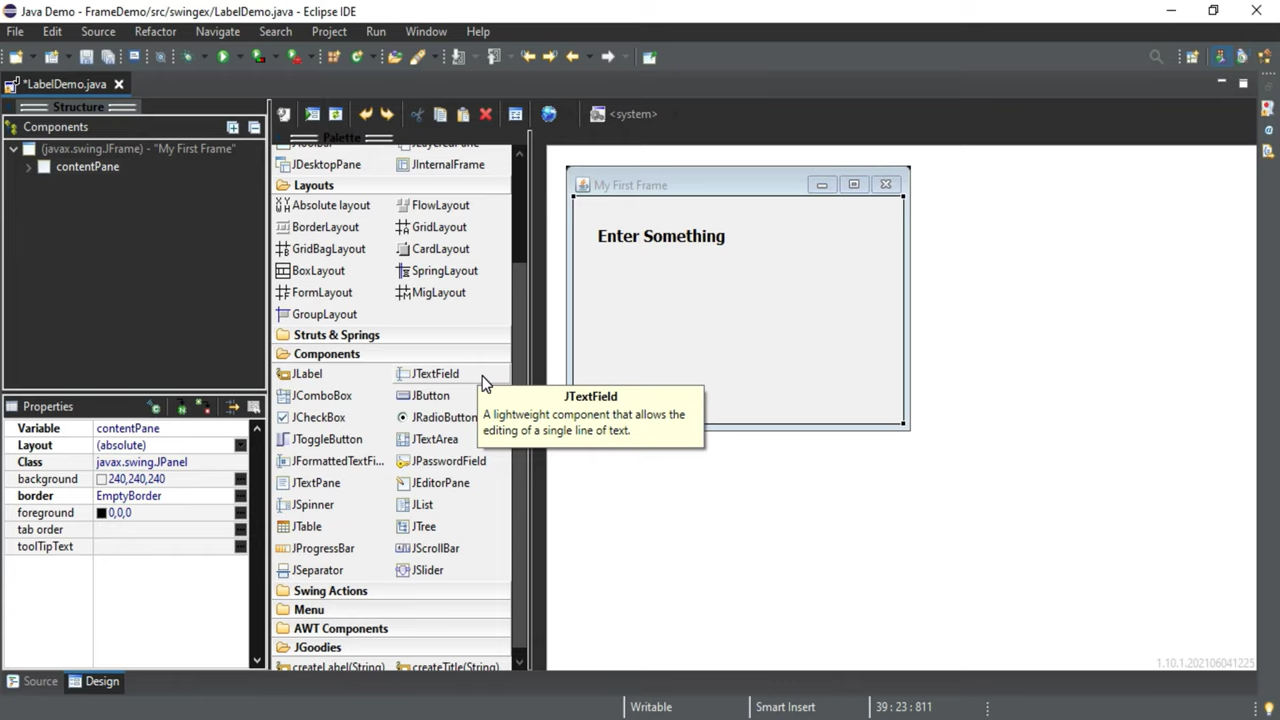 Java Demo - FrameDemo/src/swingex/LabelDemo.java - Eclipse IDE
File Edit Source Refactor Navigate Search Project Run Window Help
*LabelDemo.java
Structure
Components
(javax.swing.JFrame) - "My First Frame"
contentPane
Palette
<system>
JDesktopPane JInternalFrame
Layouts
Absolute layout FlowLayout
BorderLayout GridLayout
GridBagLayout CardLayout
BoxLayout SpringLayout
FormLayout MigLayout
GroupLayout
Struts & Springs
Components
JLabel JTextField
JComboBox JButton
JCheckBox JRadioButton
JToggleButton JTextArea
JFormattedTextFi... JPasswordField
JTextPane JEditorPane
JSpinner JList
JTable JTree
JProgressBar JScrollBar
JSeparator JSlider
Swing Actions
Menu
AWT Components
JGoodies
createLabel(String) createTitle(String)
JTextField
A lightweight component that allows the
editing of a single line of text.
My First Frame
Enter Something
Properties
Variable contentPane
Layout (absolute)
Class javax.swing.JPanel
background 240,240,240
border EmptyBorder
foreground 0,0,0
tab order
toolTipText
1.10.1.202106041225
Source Design
Writable Smart Insert 39 : 23 : 811